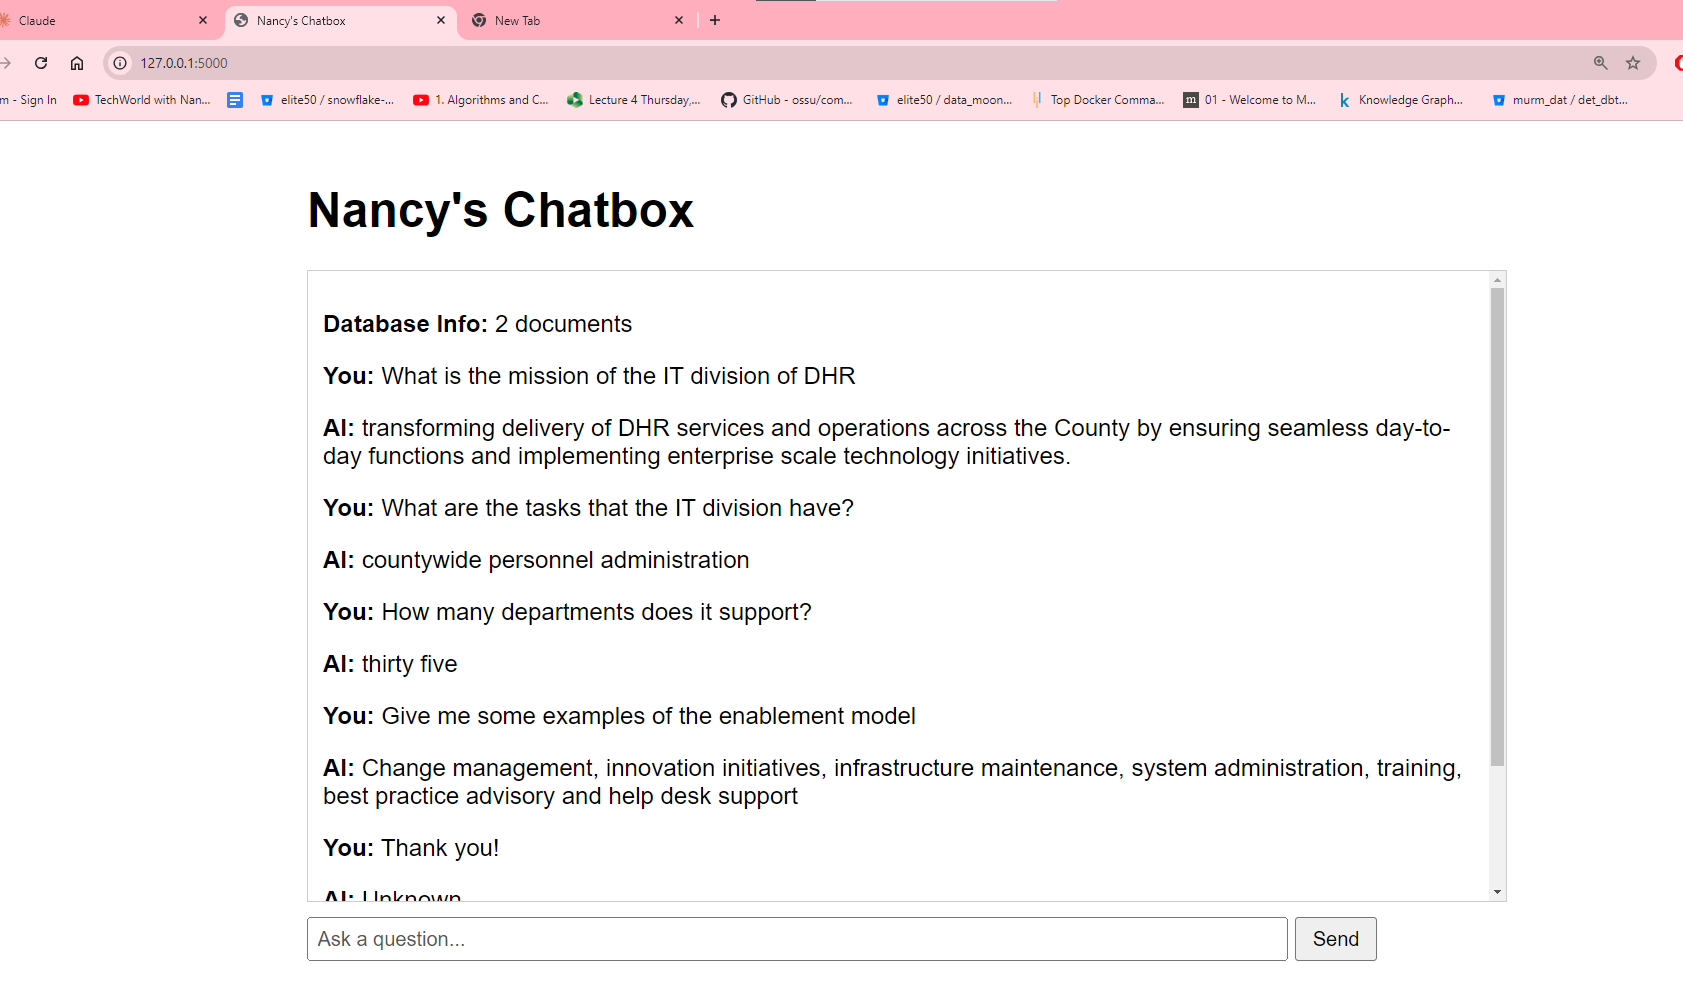 Claude
Nancy's Chatbox
New Tab
127.0.0.1:5000
m - Sign In
TechWorld with Nan...
elite50 / snowflake-...
1. Algorithms and C...
Lecture 4 Thursday,...
GitHub - ossu/com...
elite50 / data_moon...
Top Docker Comma...
m
01 - Welcome to M...
k
Knowledge Graph...
murm_dat / det_dbt...
Nancy's Chatbox
Database Info: 2 documents
You: What is the mission of the IT division of DHR
AI: transforming delivery of DHR services and operations across the County by ensuring seamless day-to-
day functions and implementing enterprise scale technology initiatives.
You: What are the tasks that the IT division have?
AI: countywide personnel administration
You: How many departments does it support?
AI: thirty five
You: Give me some examples of the enablement model
AI: Change management, innovation initiatives, infrastructure maintenance, system administration, training,
best practice advisory and help desk support
You: Thank you!
AI: Unknown
Ask a question...
Send